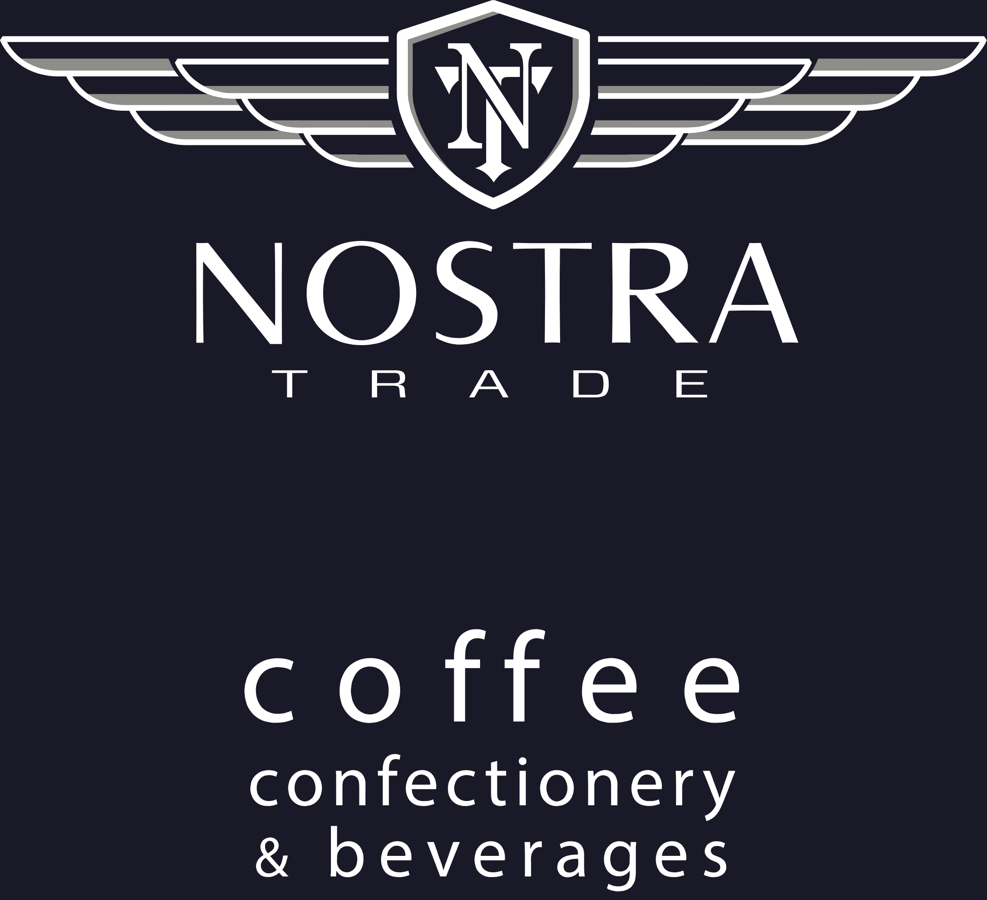 NT
NOSTRA
TRADE
coffee
confectionery
& beverages